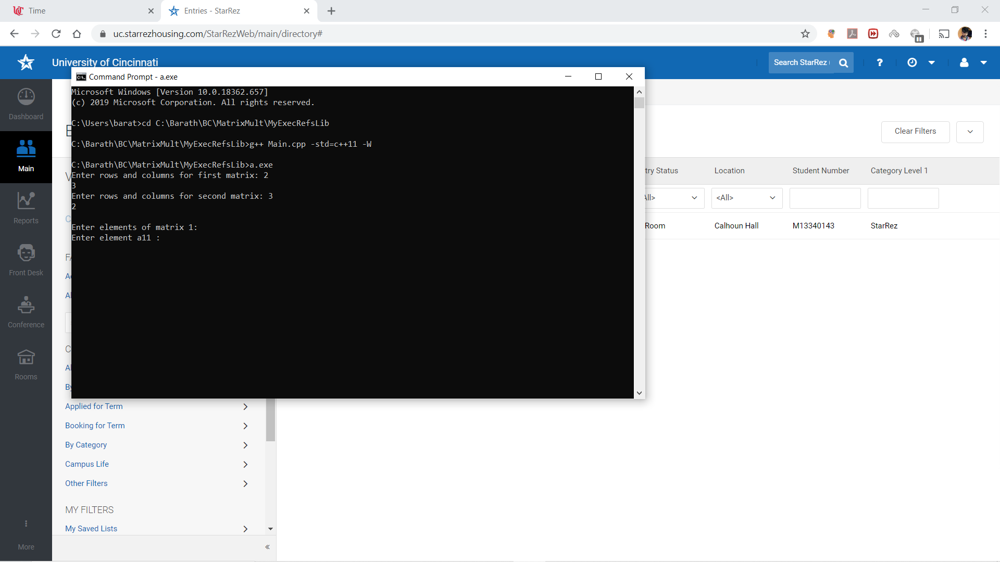 Time
Entries - StarRez
uc.starrezhousing.com/StarRezWeb/main/directory#
University of Cincinnati
Search StarRez
?
Command Prompt - a.exe
Microsoft Windows [Version 10.0.18362.657]
(c) 2019 Microsoft Corporation. All rights reserved.
C:\Users\barat>cd C:\Barath\BC\MatrixMult\MyExecRefsLib
C:\Barath\BC\MatrixMult\MyExecRefsLib>g++ Main.cpp -std=c++11 -W
C:\Barath\BC\MatrixMult\MyExecRefsLib>a.exe
Enter rows and columns for first matrix: 2
3
Enter rows and columns for second matrix: 3
2
Enter elements of matrix 1:
Enter element a11 :
Dashboard
Main
Reports
Front Desk
Conference
Rooms
More
Clear Filters
try Status
Location
Student Number
Category Level 1
<All>
Room
Calhoun Hall
M13340143
StarRez
Applied for Term
Booking for Term
By Category
Campus Life
Other Filters
MY FILTERS
My Saved Lists
«